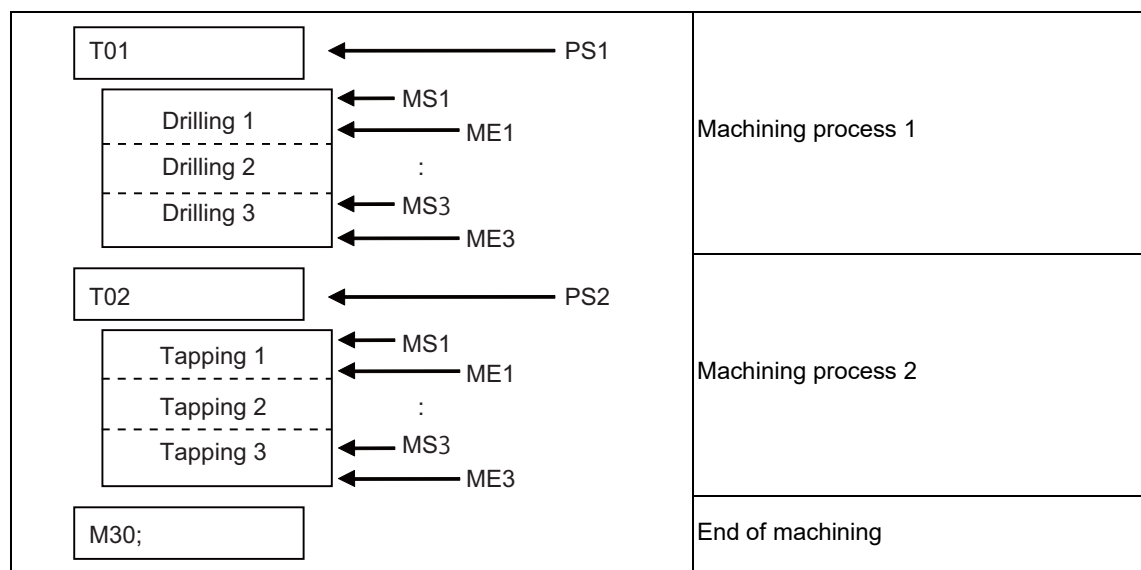 T01
PS1
MS1
Drilling 1
ME1
Machining process 1
Drilling 2
:
MS3
Drilling 3
ME3
T02
PS2
MS1
Tapping 1
ME1
Machining process 2
Tapping 2
:
MS3
Tapping 3
ME3
M30;
End of machining